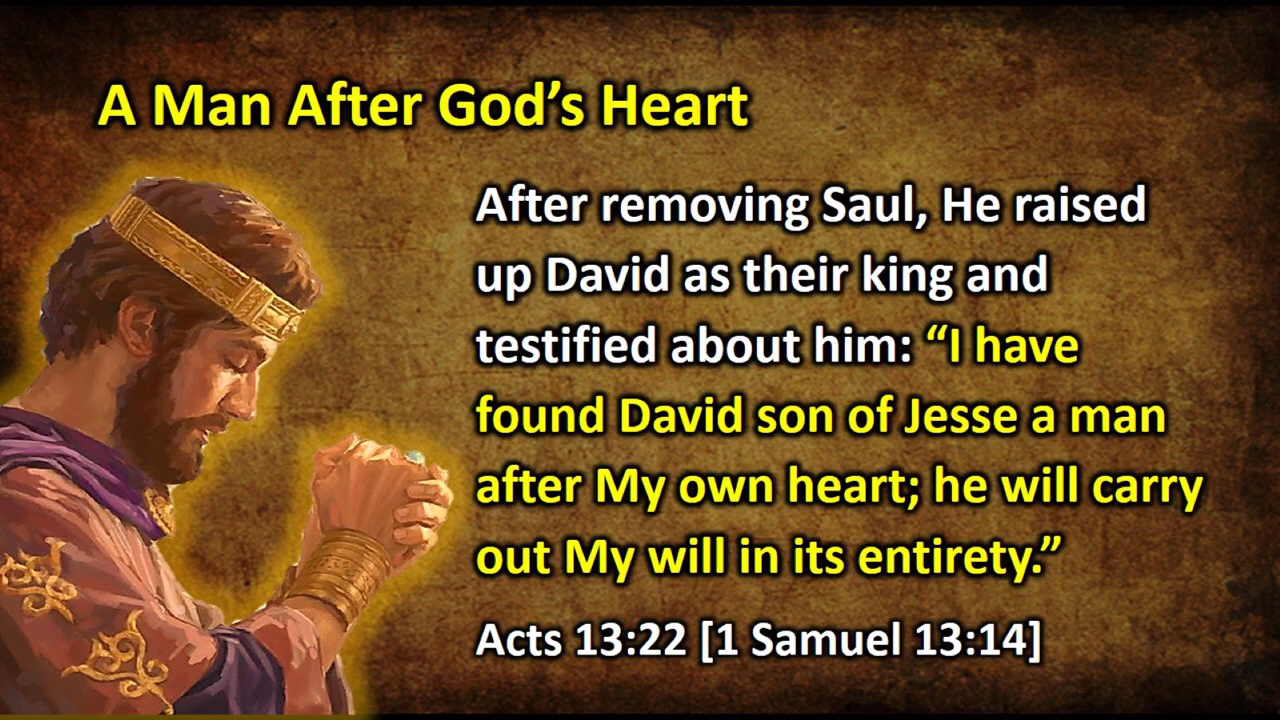 A Man After God’s Heart
After removing Saul, He raised
up David as their king and
testified about him: “I have
found David son of Jesse a man
after My own heart; he will carry
out My will in its entirety.”
Acts 13:22 [1 Samuel 13:14]